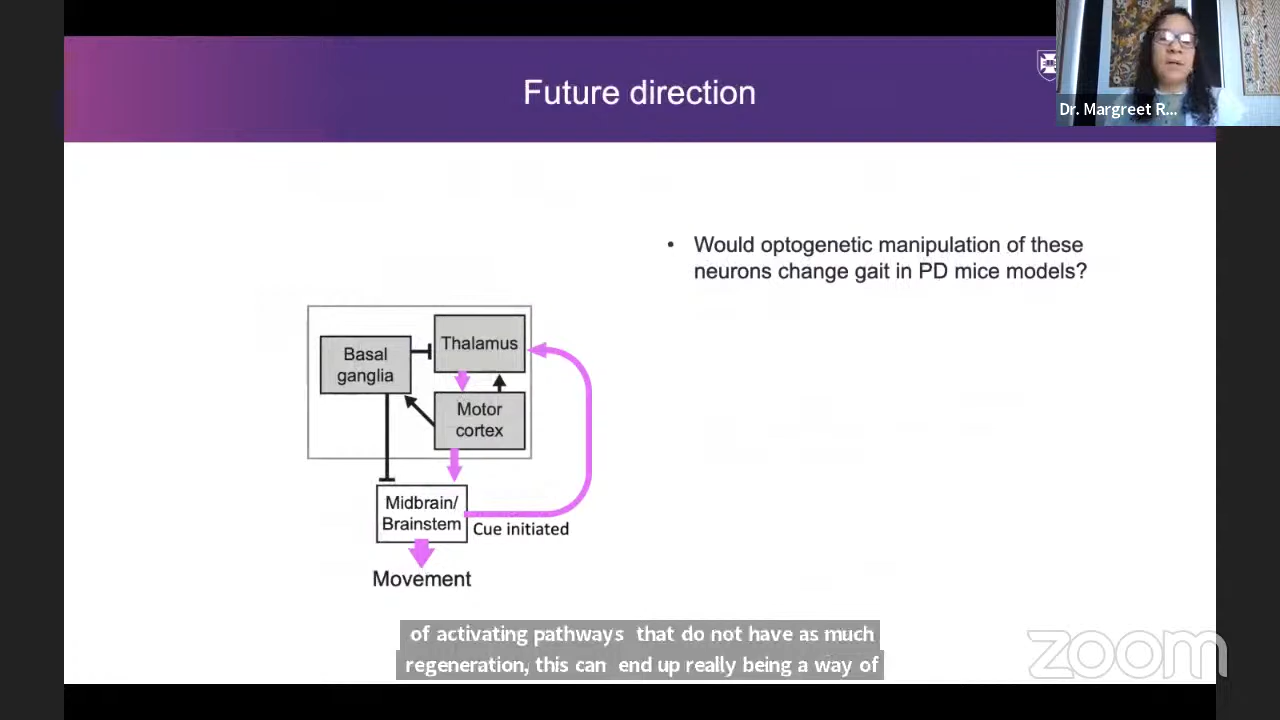 Future direction
Dr. Margreet R...
• Would optogenetic manipulation of these
neurons change gait in PD mice models?
Thalamus
Basal
ganglia
Motor
cortex
Midbrain/
Brainstem
Cue initiated
Movement
of activating pathways that do not have as much
regeneration, this can end up really being a way of
zoom